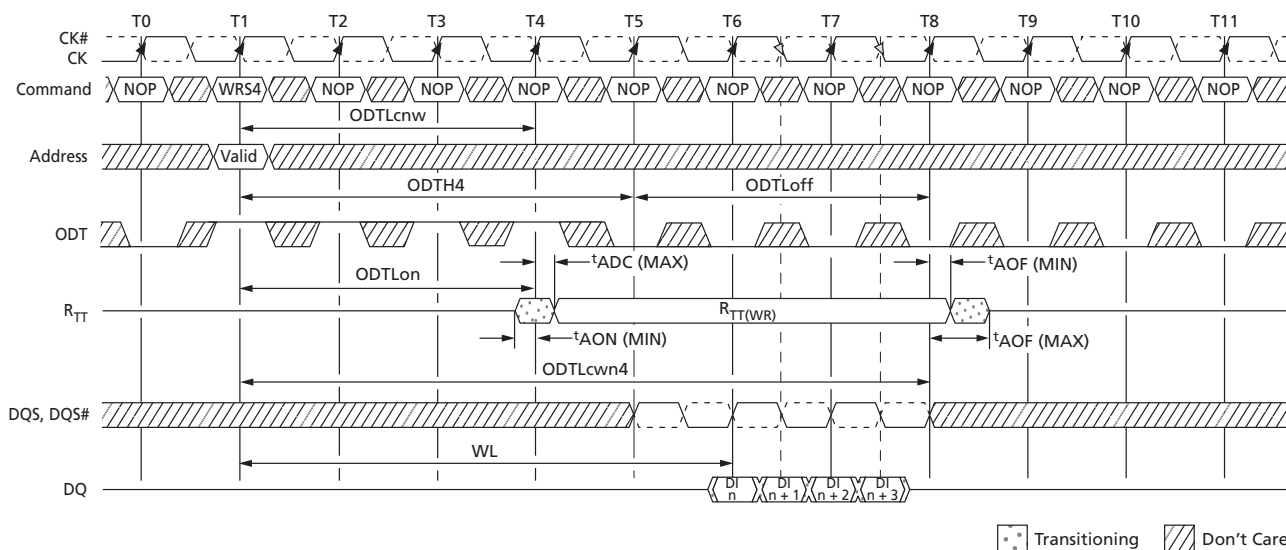 T0 T1 T2 T3 T4 T5 T6 T7 T8 T9 T10 T11
CK#
CK
Command NOP WRS4 NOP NOP NOP NOP NOP NOP NOP NOP NOP NOP
ODTLcnw
Address Valid
ODTH4 ODTLoff
ODT
tADC (MAX) tAOF (MIN)
ODTLon
RTT RTT(WR)
tAON (MIN) tAOF (MAX)
ODTLcwn4
DQS, DQS#
WL
DQ DI n DI n + 1 DI n + 2 DI n + 3
Transitioning Don't Care